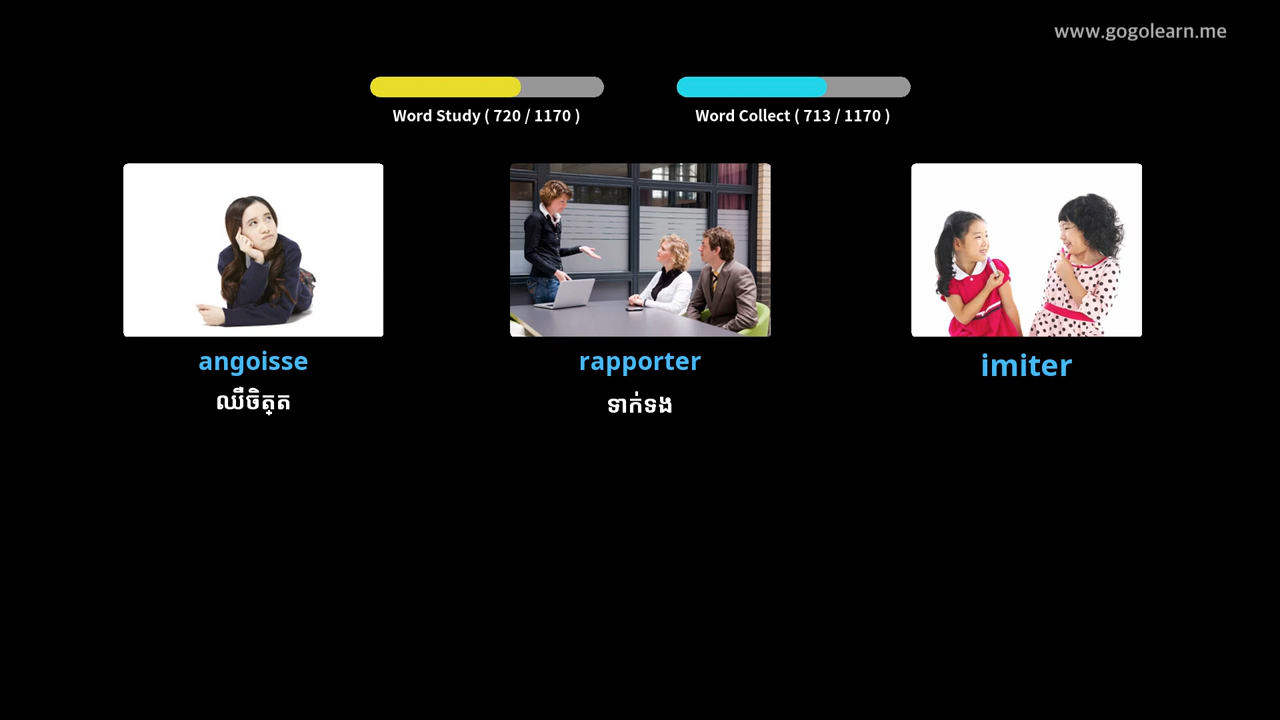 www.gogolearn.me
Word Study ( 720 / 1170 )
Word Collect ( 713 / 1170 )
angoisse
rapporter
imiter
ឈឺចិត្ត
ទាក់ទង